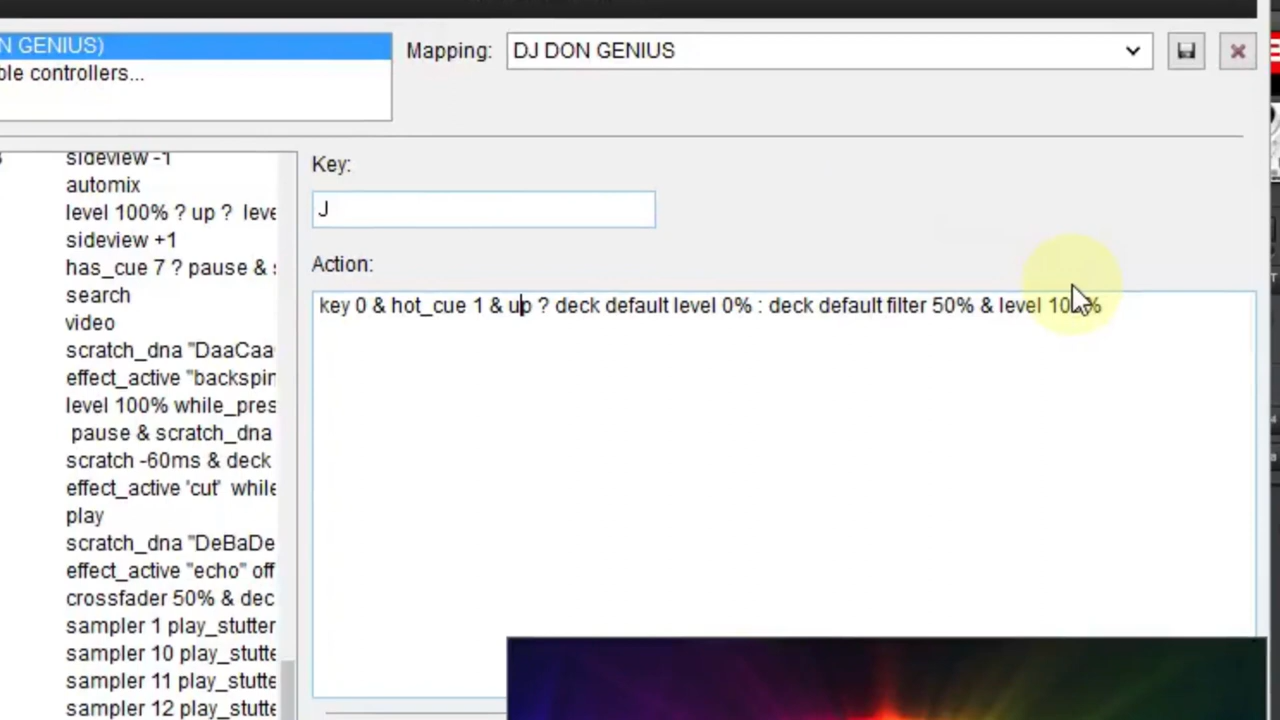 N GENIUS)
Mapping:
DJ DON GENIUS
ble controllers...
Key:
J
Action:
key 0 & hot_cue 1 & up ? deck default level 0% : deck default filter 50% & level 100%
sideview -1
automix
level 100% ? up ? leve
sideview +1
has_cue 7 ? pause & s
search
video
scratch_dna "DaaCaa
effect_active "backspin
level 100% while_pres
pause & scratch_dna
scratch -60ms & deck
effect_active 'cut' while
play
scratch_dna "DeBaDe
effect_active "echo" off
crossfader 50% & dec
sampler 1 play_stutter
sampler 10 play_stutte
sampler 11 play_stutte
sampler 12 play_stutte